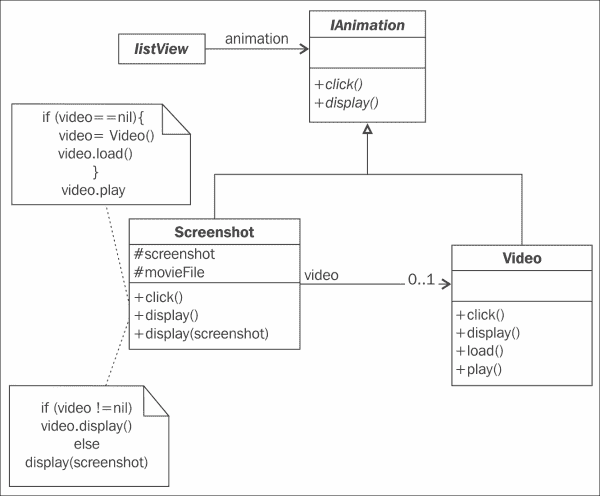 IAnimation
listView
animation
+click()
+display()
if (video==nil){
video= Video()
video.load()
}
video.play
Screenshot
#screenshot
#movieFile
+click()
+display()
+display(screenshot)
video
0..1
Video
+click()
+display()
+load()
+play()
if (video !=nil)
video.display()
else
display(screenshot)